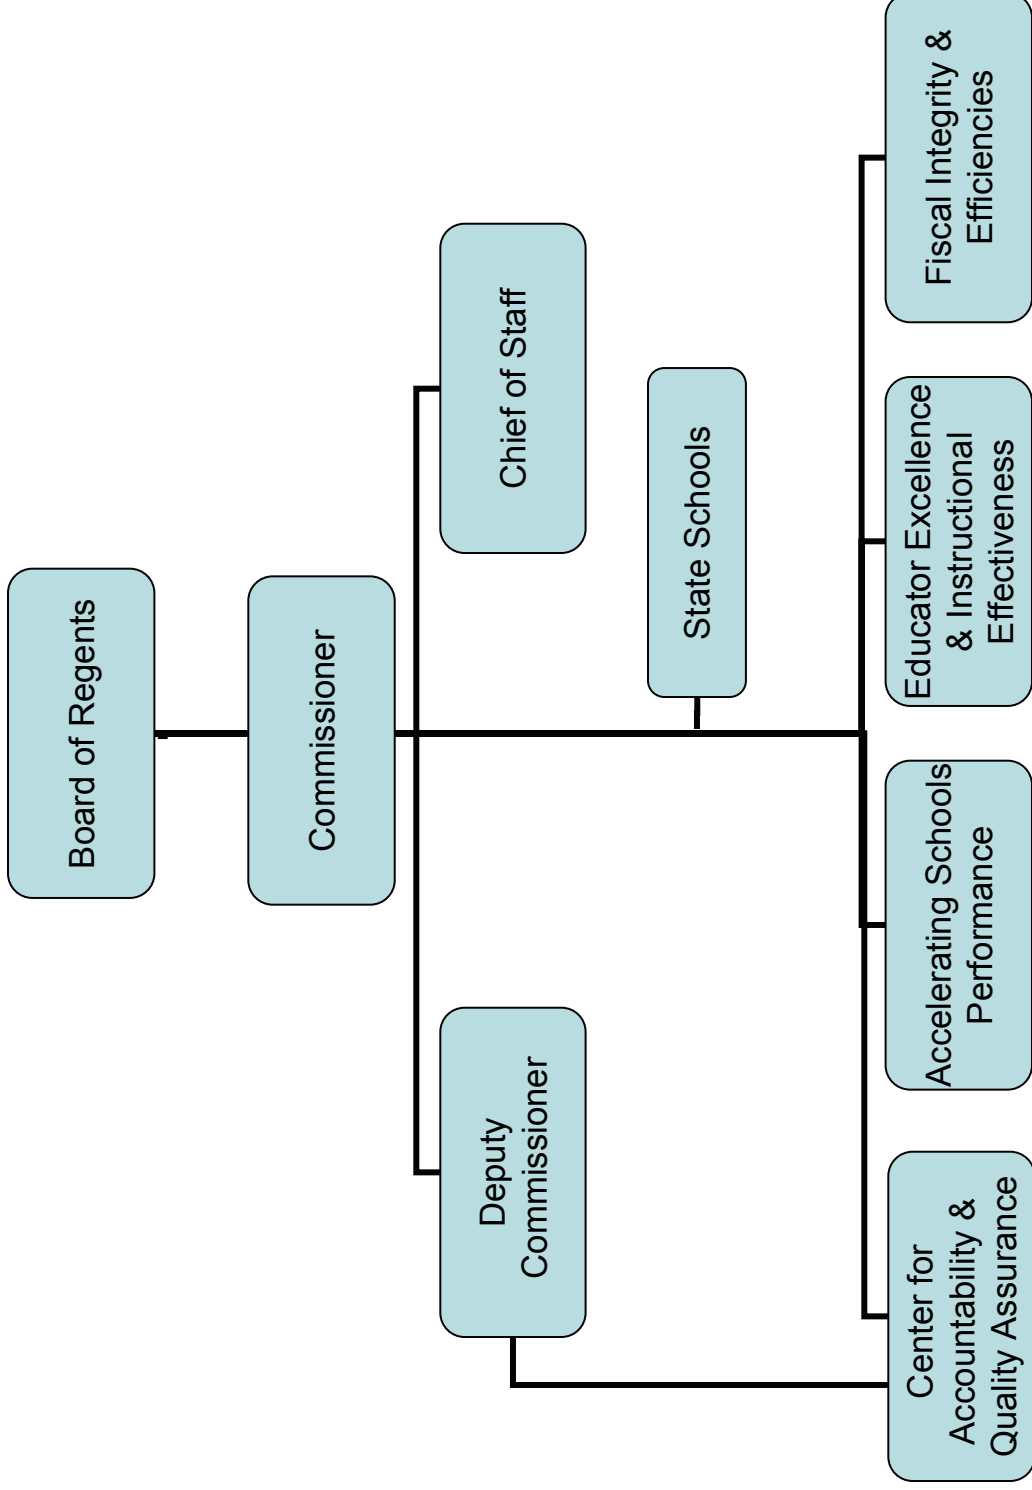 Board of Regents
Commissioner
Deputy
Commissioner
Chief of Staff
State Schools
Center for
Accountability &
Quality Assurance
Accelerating Schools
Performance
Educator Excellence
& Instructional
Effectiveness
Fiscal Integrity &
Efficiencies